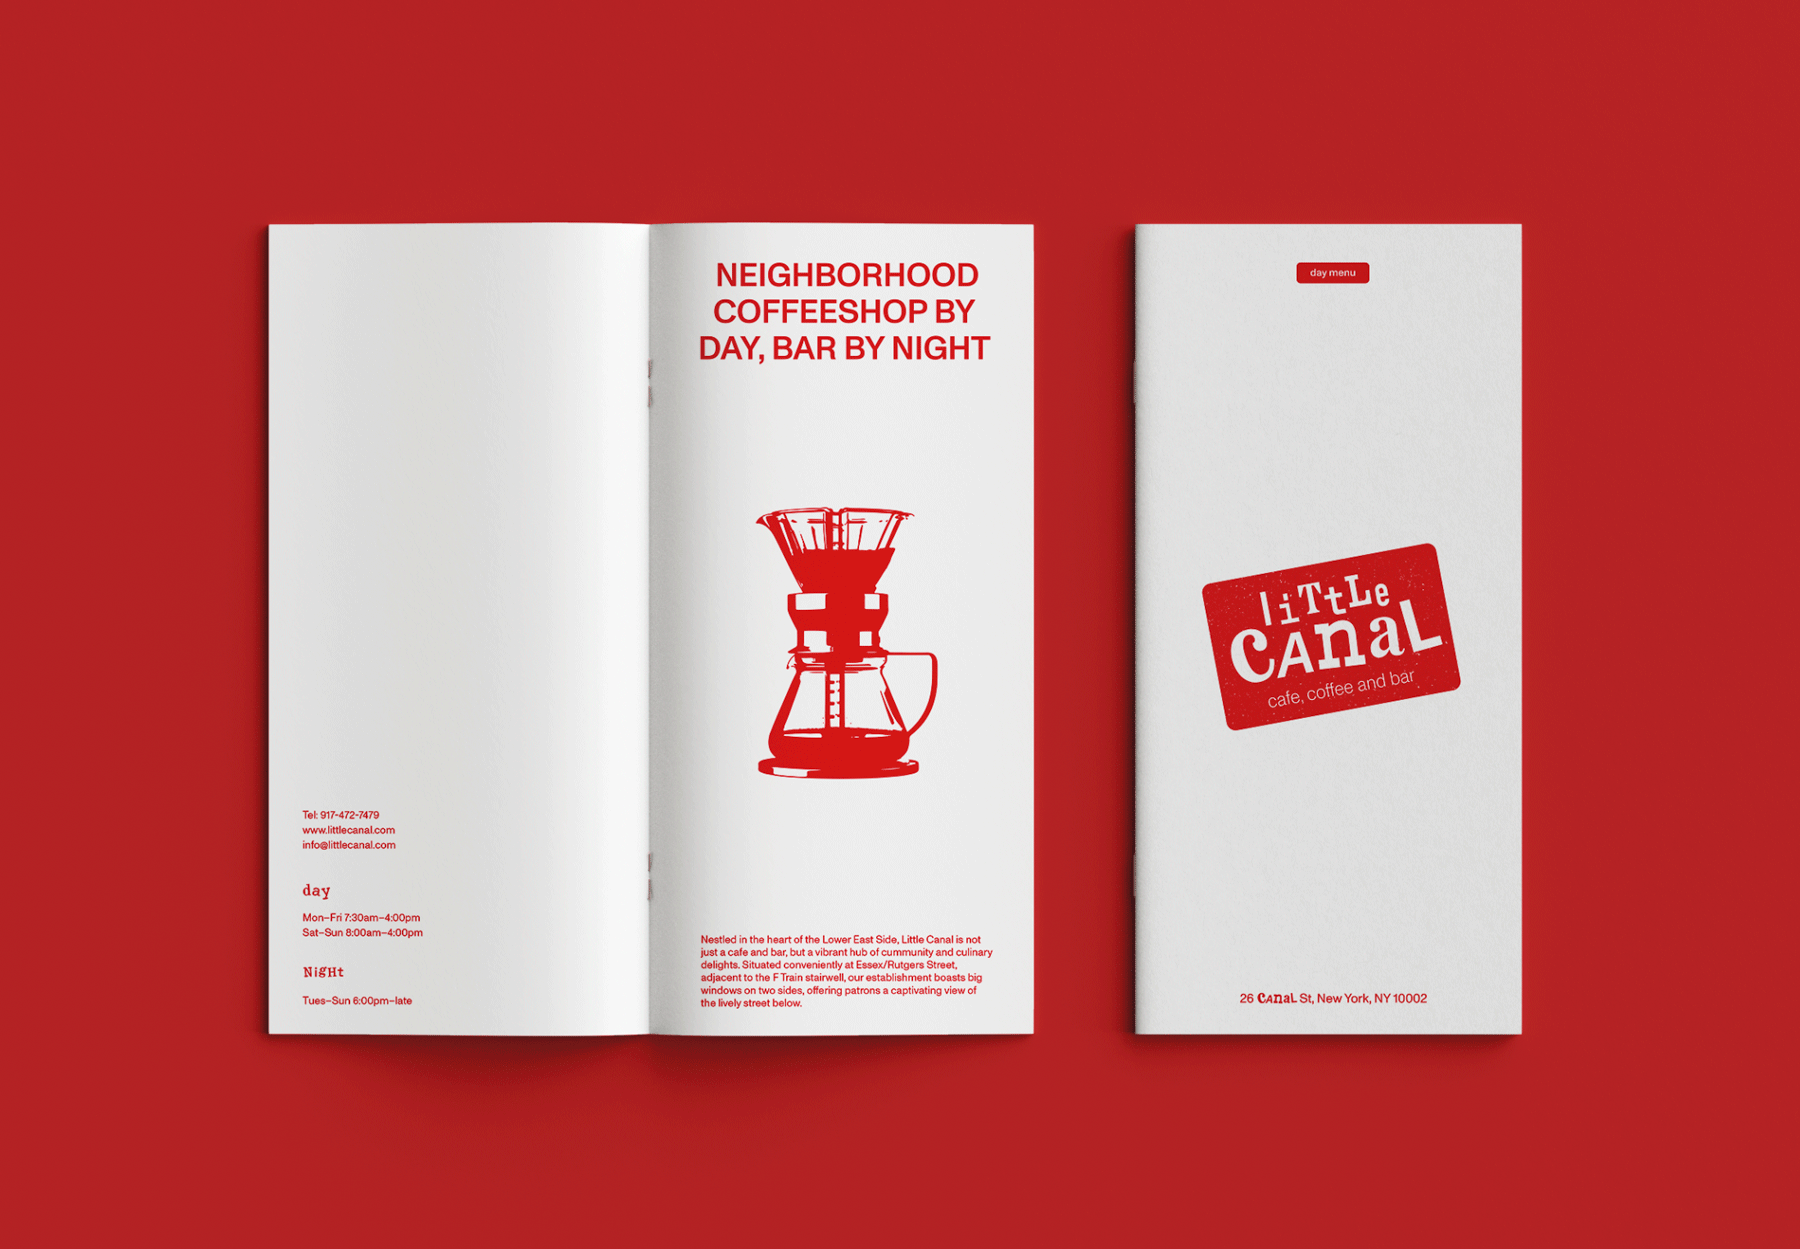 Tel: 917-472-7479
www.littlecanal.com
info@littlecanal.com
day
Mon–Fri 7:30am–4:00pm
Sat–Sun 8:00am–4:00pm
NigHt
Tues–Sun 6:00pm–late
NEIGHBORHOOD
COFFEESHOP BY
DAY, BAR BY NIGHT
Nestled in the heart of the Lower East Side, Little Canal is not
just a cafe and bar, but a vibrant hub of cummunity and culinary
delights. Situated conveniently at Essex/Rutgers Street,
adjacent to the F Train stairwell, our establishment boasts big
windows on two sides, offering patrons a captivating view of
the lively street below.
day menu
liTtLe
CAnaL
cafe, coffee and bar
26 CAnaL St, New York, NY 10002